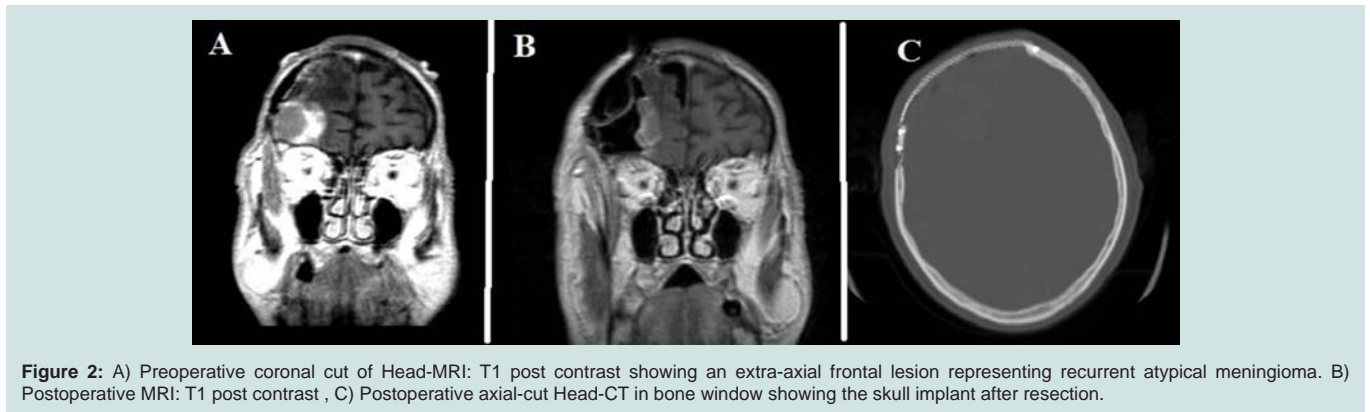 A
B
C
Figure 2: A) Preoperative coronal cut of Head-MRI: T1 post contrast showing an extra-axial frontal lesion representing recurrent atypical meningioma. B)
Postoperative MRI: T1 post contrast , C) Postoperative axial-cut Head-CT in bone window showing the skull implant after resection.